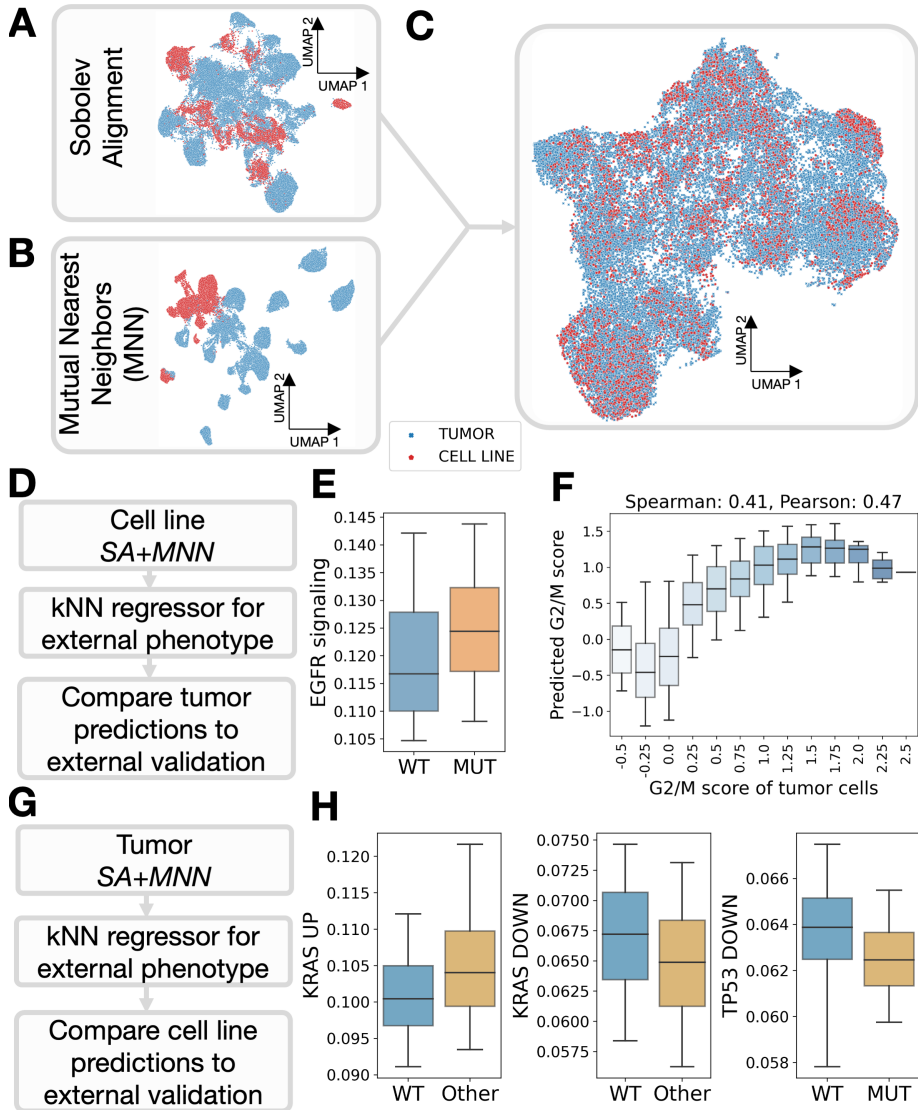 A
Sobolev
Alignment
UMAP 2
UMAP 1
B
Mutual Nearest
Neighbors
(MNN)
UMAP 2
UMAP 1
C
UMAP 2
UMAP 1
TUMOR
CELL LINE
D
Cell line
SA+MNN
kNN regressor for
external phenotype
Compare tumor
predictions to
external validation
E
EGFR signaling
0.145
0.140
0.135
0.130
0.125
0.120
0.115
0.110
0.105
WT MUT
F
Spearman: 0.41, Pearson: 0.47
Predicted G2/M score
1.5
1.0
0.5
0.0
−0.5
−1.0
-0.5 -0.25 0.0 0.25 0.5 0.75 1.0 1.25 1.5 1.75 2.0 2.25 2.5
G2/M score of tumor cells
G
Tumor
SA+MNN
kNN regressor for
external phenotype
Compare cell line
predictions to
external validation
H
KRAS UP
0.120
0.115
0.110
0.105
0.100
0.095
0.090
WT Other
KRAS DOWN
0.0750
0.0725
0.0700
0.0675
0.0650
0.0625
0.0600
0.0575
WT Other
TP53 DOWN
0.066
0.064
0.062
0.060
0.058
WT MUT